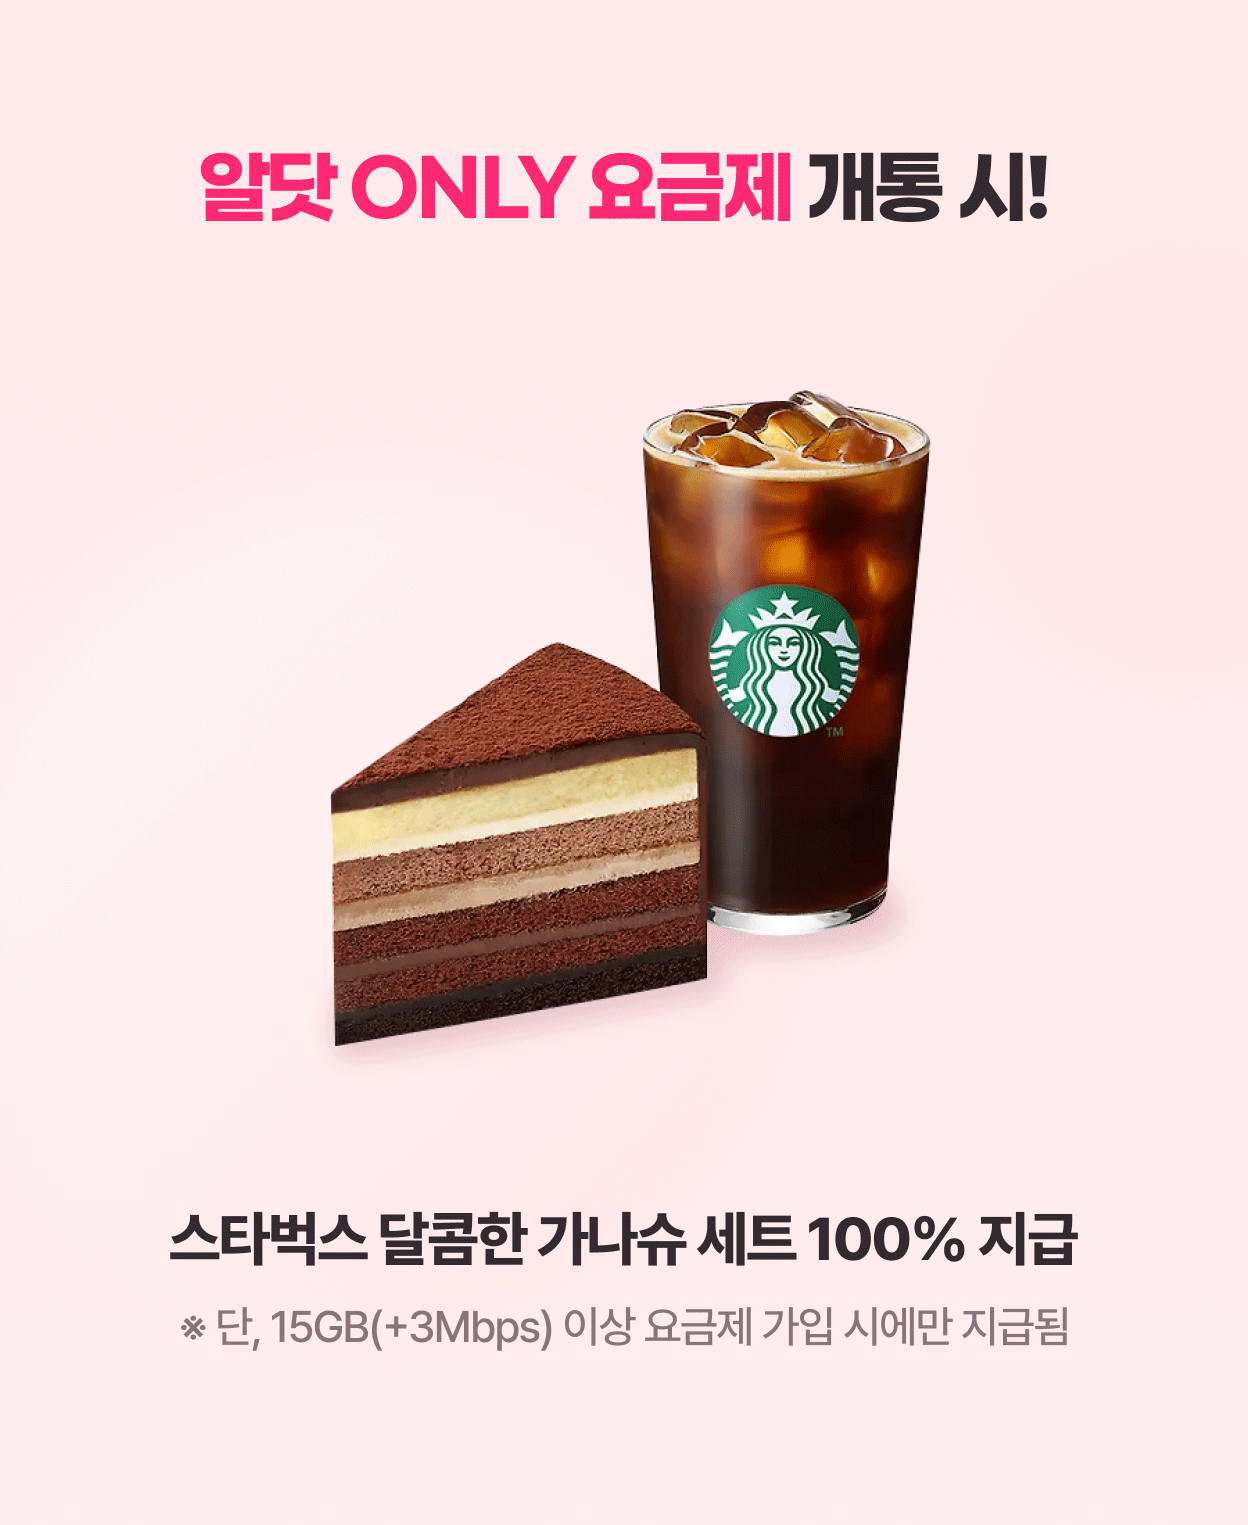 알닷 ONLY 요금제 개통 시!
TM
스타벅스 달콤한 가나슈 세트 100% 지급
※ 단, 15GB(+3Mbps) 이상 요금제 가입 시에만 지급됨